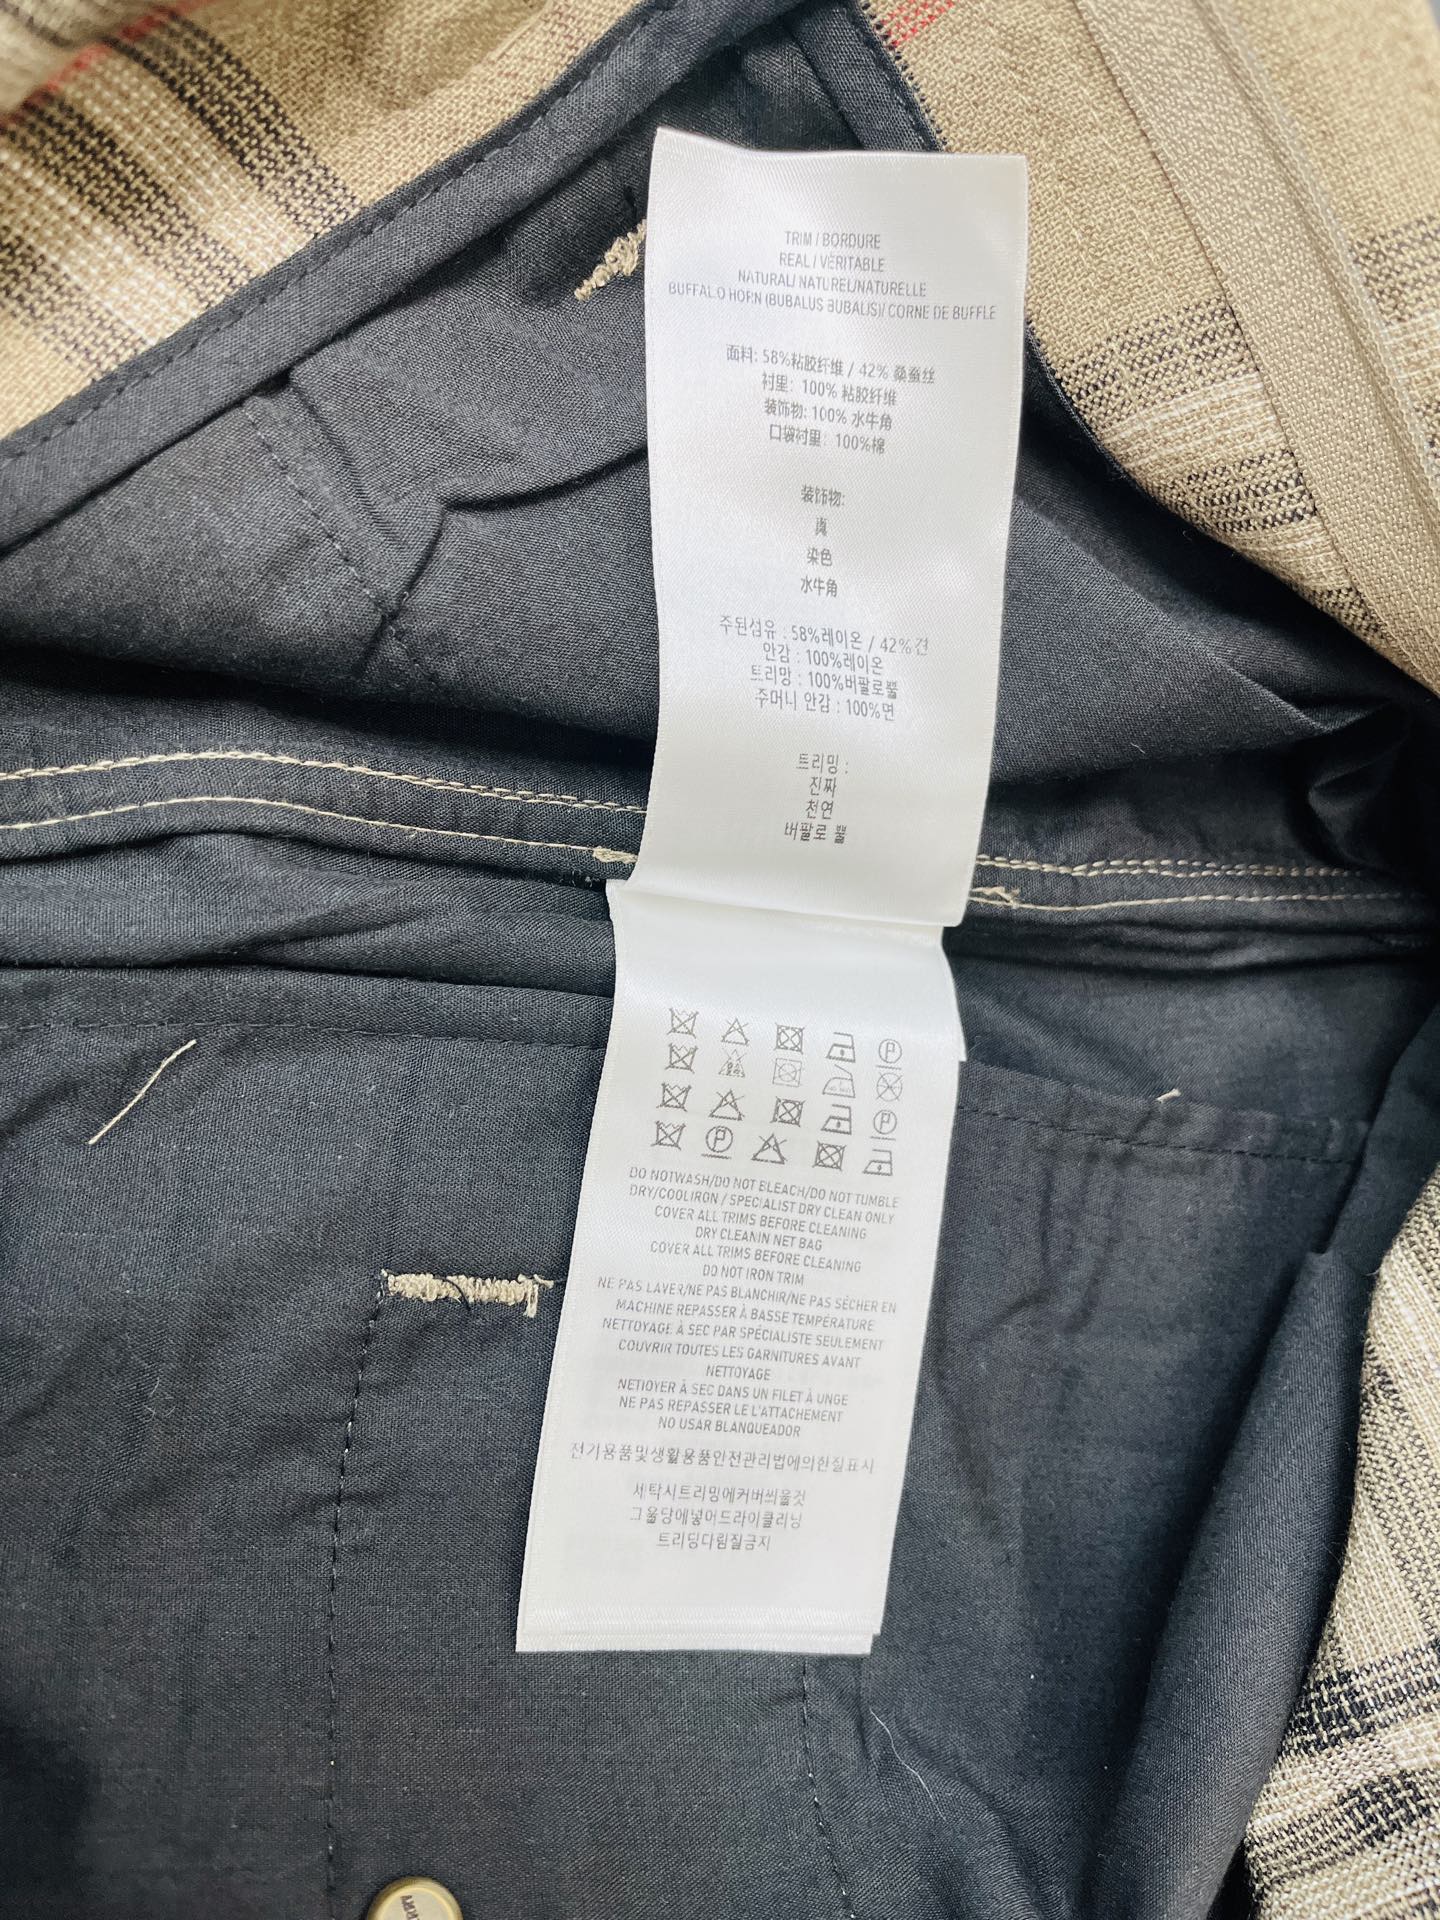 TRIM / BORDURE
REAL / VÉRITABLE
NATURAL/ NATUREL/NATURELLE
BUFFALO HORN (BUBALUS BUBALIS)/ CORNE DE BUFFLE
面料: 58%粘胶纤维 / 42% 桑蚕丝
衬里: 100% 粘胶纤维
装饰物: 100% 水牛角
口袋衬里: 100%棉
装饰物:
真
染色
水牛角
주된섬유 : 58%레이온 / 42%견
안감 : 100%레이온
트리망 : 100%버팔로뿔
주머니 안감 : 100%면
트리밍 :
진짜
천연
버팔로 뿔
DO NOTWASH/DO NOT BLEACH/DO NOT TUMBLE
DRY/COOLIRON / SPECIALIST DRY CLEAN ONLY
COVER ALL TRIMS BEFORE CLEANING
DRY CLEANIN NET BAG
COVER ALL TRIMS BEFORE CLEANING
DO NOT IRON TRIM
NE PAS LAVER/NE PAS BLANCHIR/NE PAS SÉCHER EN
MACHINE REPASSER À BASSE TEMPÉRATURE
NETTOYAGE À SEC PAR SPÉCIALISTE SEULEMENT
COUVRIR TOUTES LES GARNITURES AVANT
NETTOYAGE
NETIOYER À SEC DANS UN FILET À UNGE
NE PAS REPASSER LE L'ATTACHEMENT
NO USAR BLANQUEADOR
전기용품및생활용품안전관리법에의한질표시
세탁시트리밍에커버씌울것
그물당에넣어드라이클리닝
트리딩다림질금지